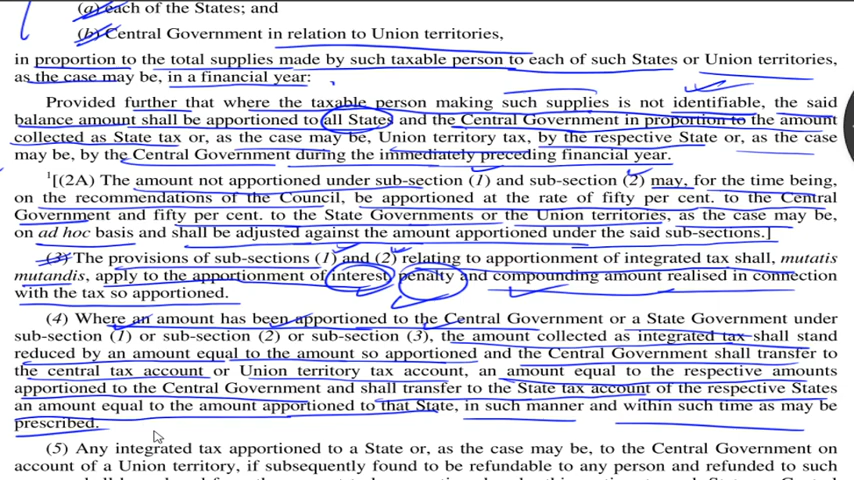 (a) each of the States; and
(b) Central Government in relation to Union territories,
in proportion to the total supplies made by such taxable person to each of such States or Union territories,
as the case may be, in a financial year:
Provided further that where the taxable person making such supplies is not identifiable, the said
balance amount shall be apportioned to all States and the Central Government in proportion to the amount
collected as State tax or, as the case may be, Union territory tax, by the respective State or, as the case
may be, by the Central Government during the immediately preceding financial year.
1[(2A) The amount not apportioned under sub-section (1) and sub-section (2) may, for the time being,
on the recommendations of the Council, be apportioned at the rate of fifty per cent. to the Central
Government and fifty per cent. to the State Governments or the Union territories, as the case may be,
on ad hoc basis and shall be adjusted against the amount apportioned under the said sub-sections.]
(3) The provisions of sub-sections (1) and (2) relating to apportionment of integrated tax shall, mutatis
mutandis, apply to the apportionment of interest, penalty and compounding amount realised in connection
with the tax so apportioned.
(4) Where an amount has been apportioned to the Central Government or a State Government under
sub-section (1) or sub-section (2) or sub-section (3), the amount collected as integrated tax shall stand
reduced by an amount equal to the amount so apportioned and the Central Government shall transfer to
the central tax account or Union territory tax account, an amount equal to the respective amounts
apportioned to the Central Government and shall transfer to the State tax account of the respective States
an amount equal to the amount apportioned to that State, in such manner and within such time as may be
prescribed.
(5) Any integrated tax apportioned to a State or, as the case may be, to the Central Government on
account of a Union territory, if subsequently found to be refundable to any person and refunded to such